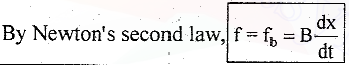 By Newton's second law, f = f_b = B dx/dt